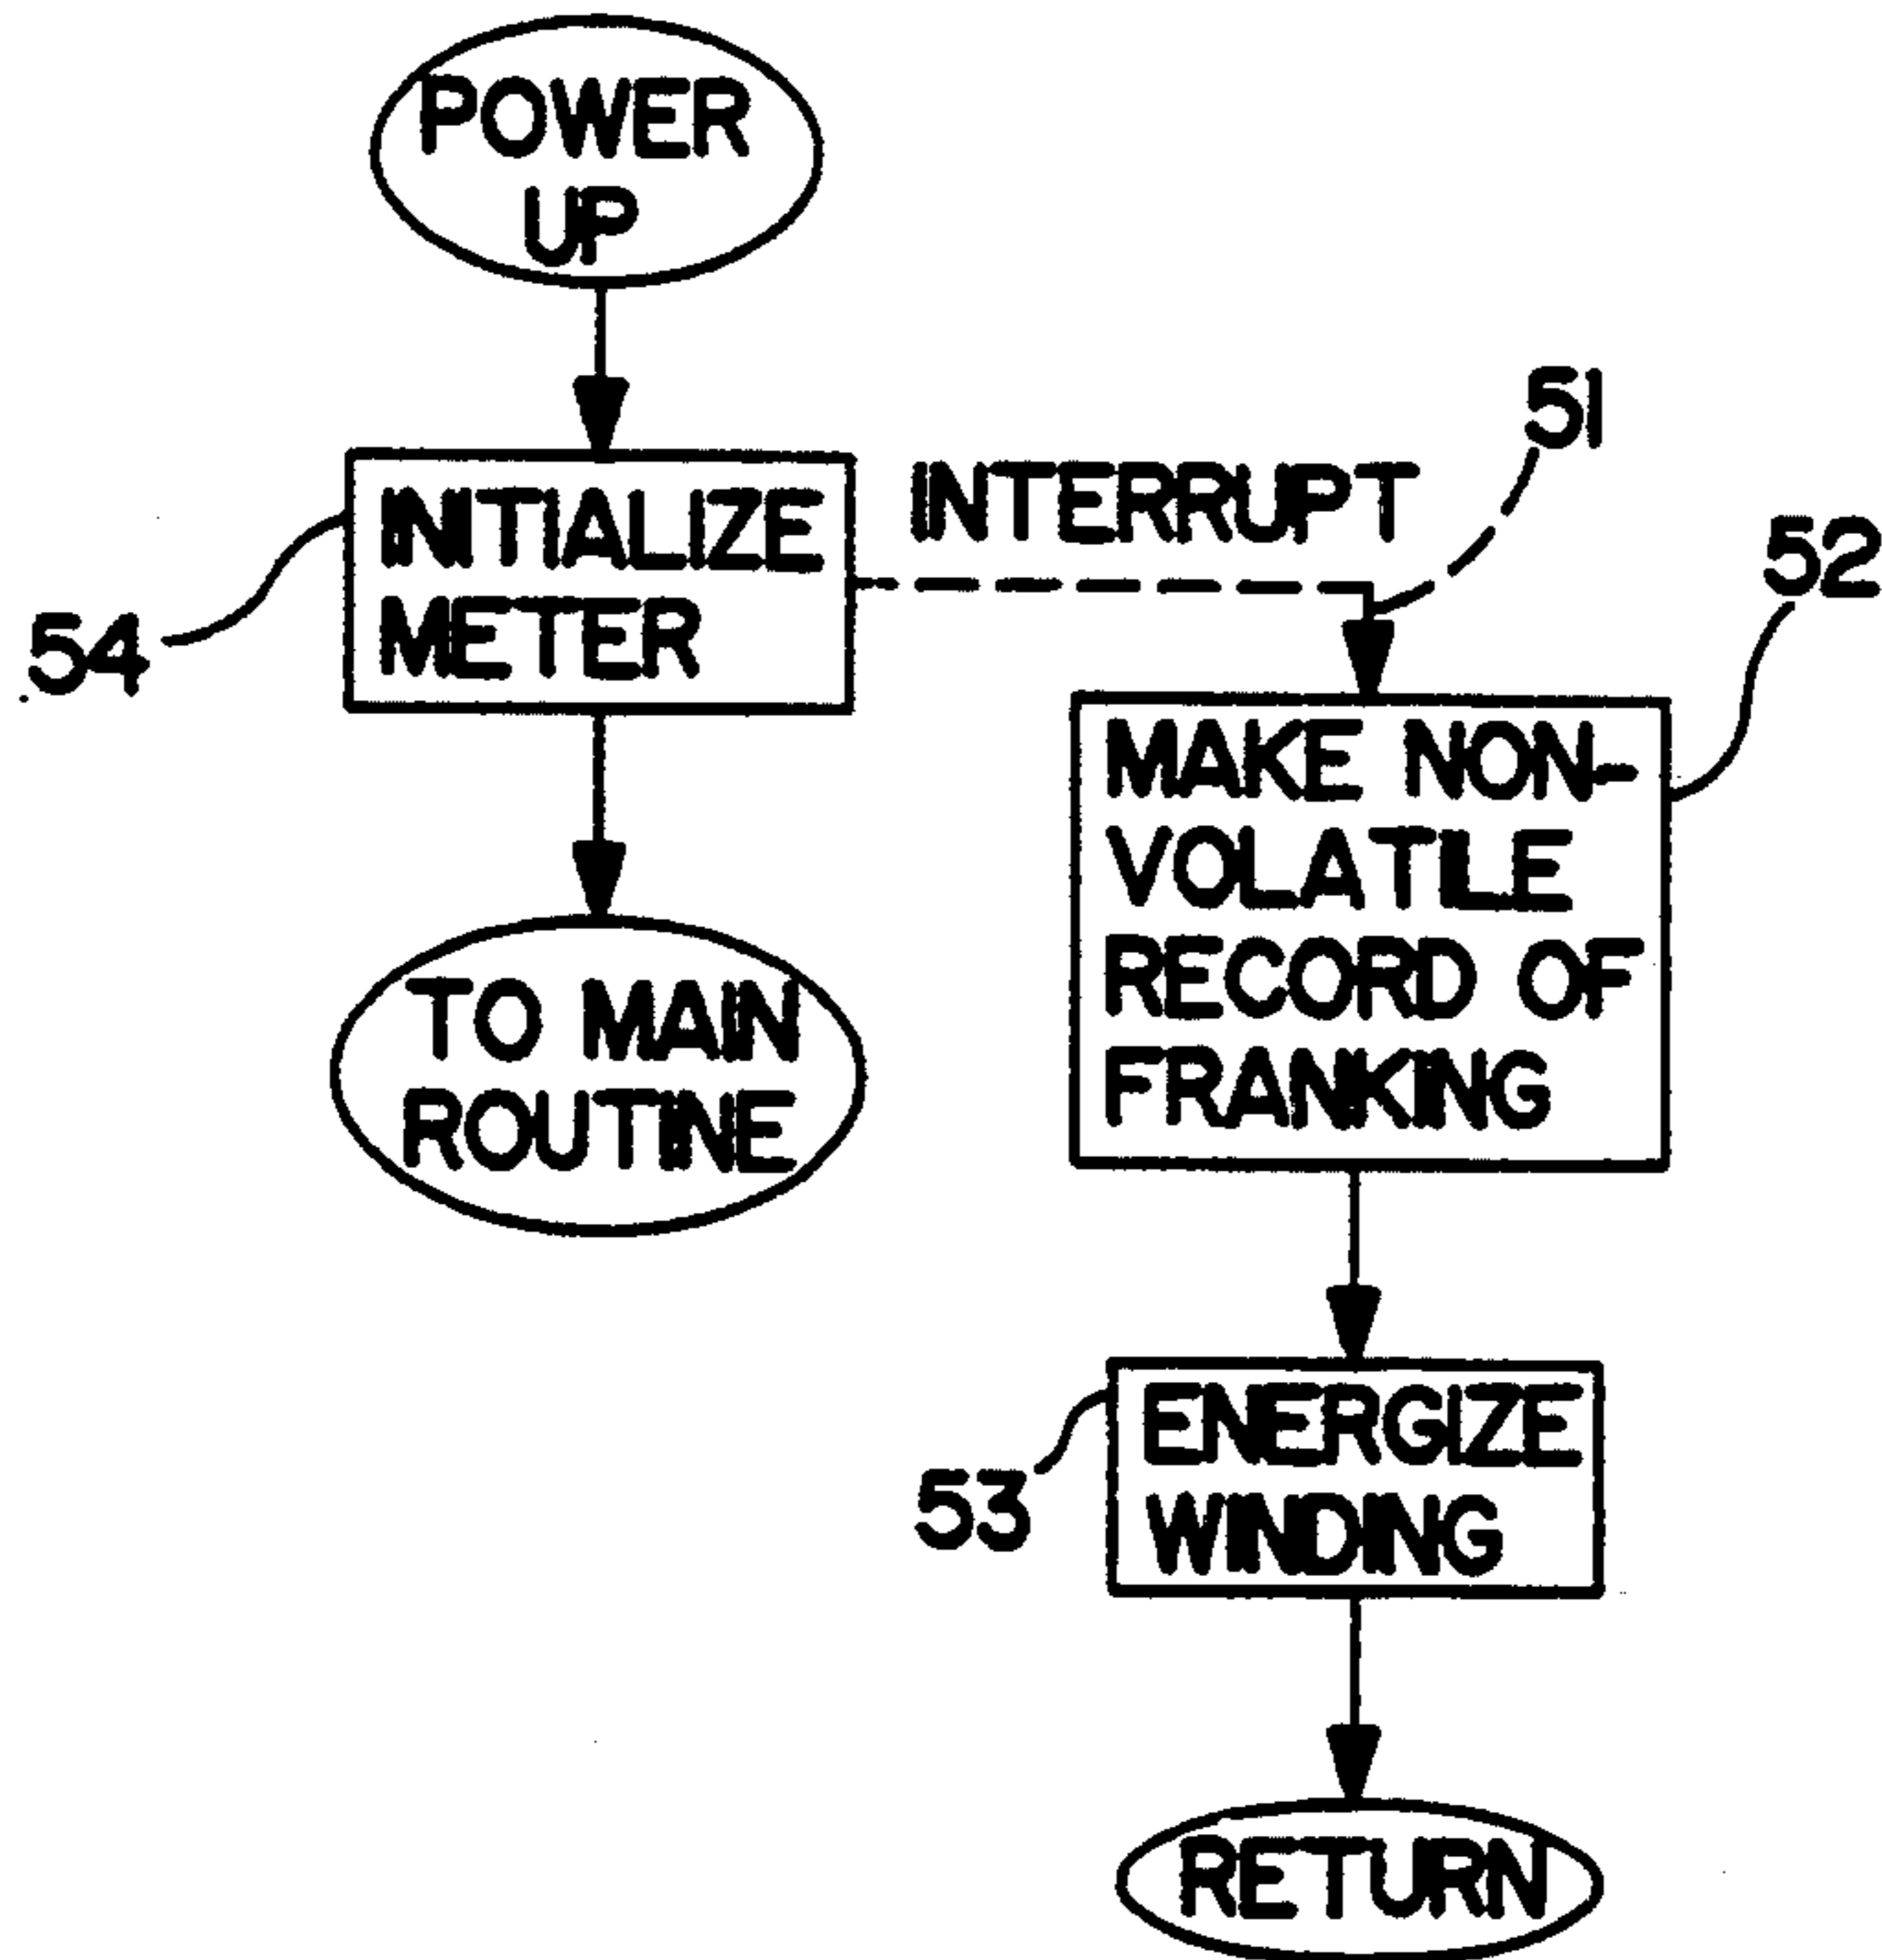 POWER
UP
INITIALIZE
METER
54
INTERRUPT
51
52
TO MAIN
ROUTINE
MAKE NON-
VOLATILE
RECORD OF
FRANKING
ENERGIZE
WINDING
53
RETURN